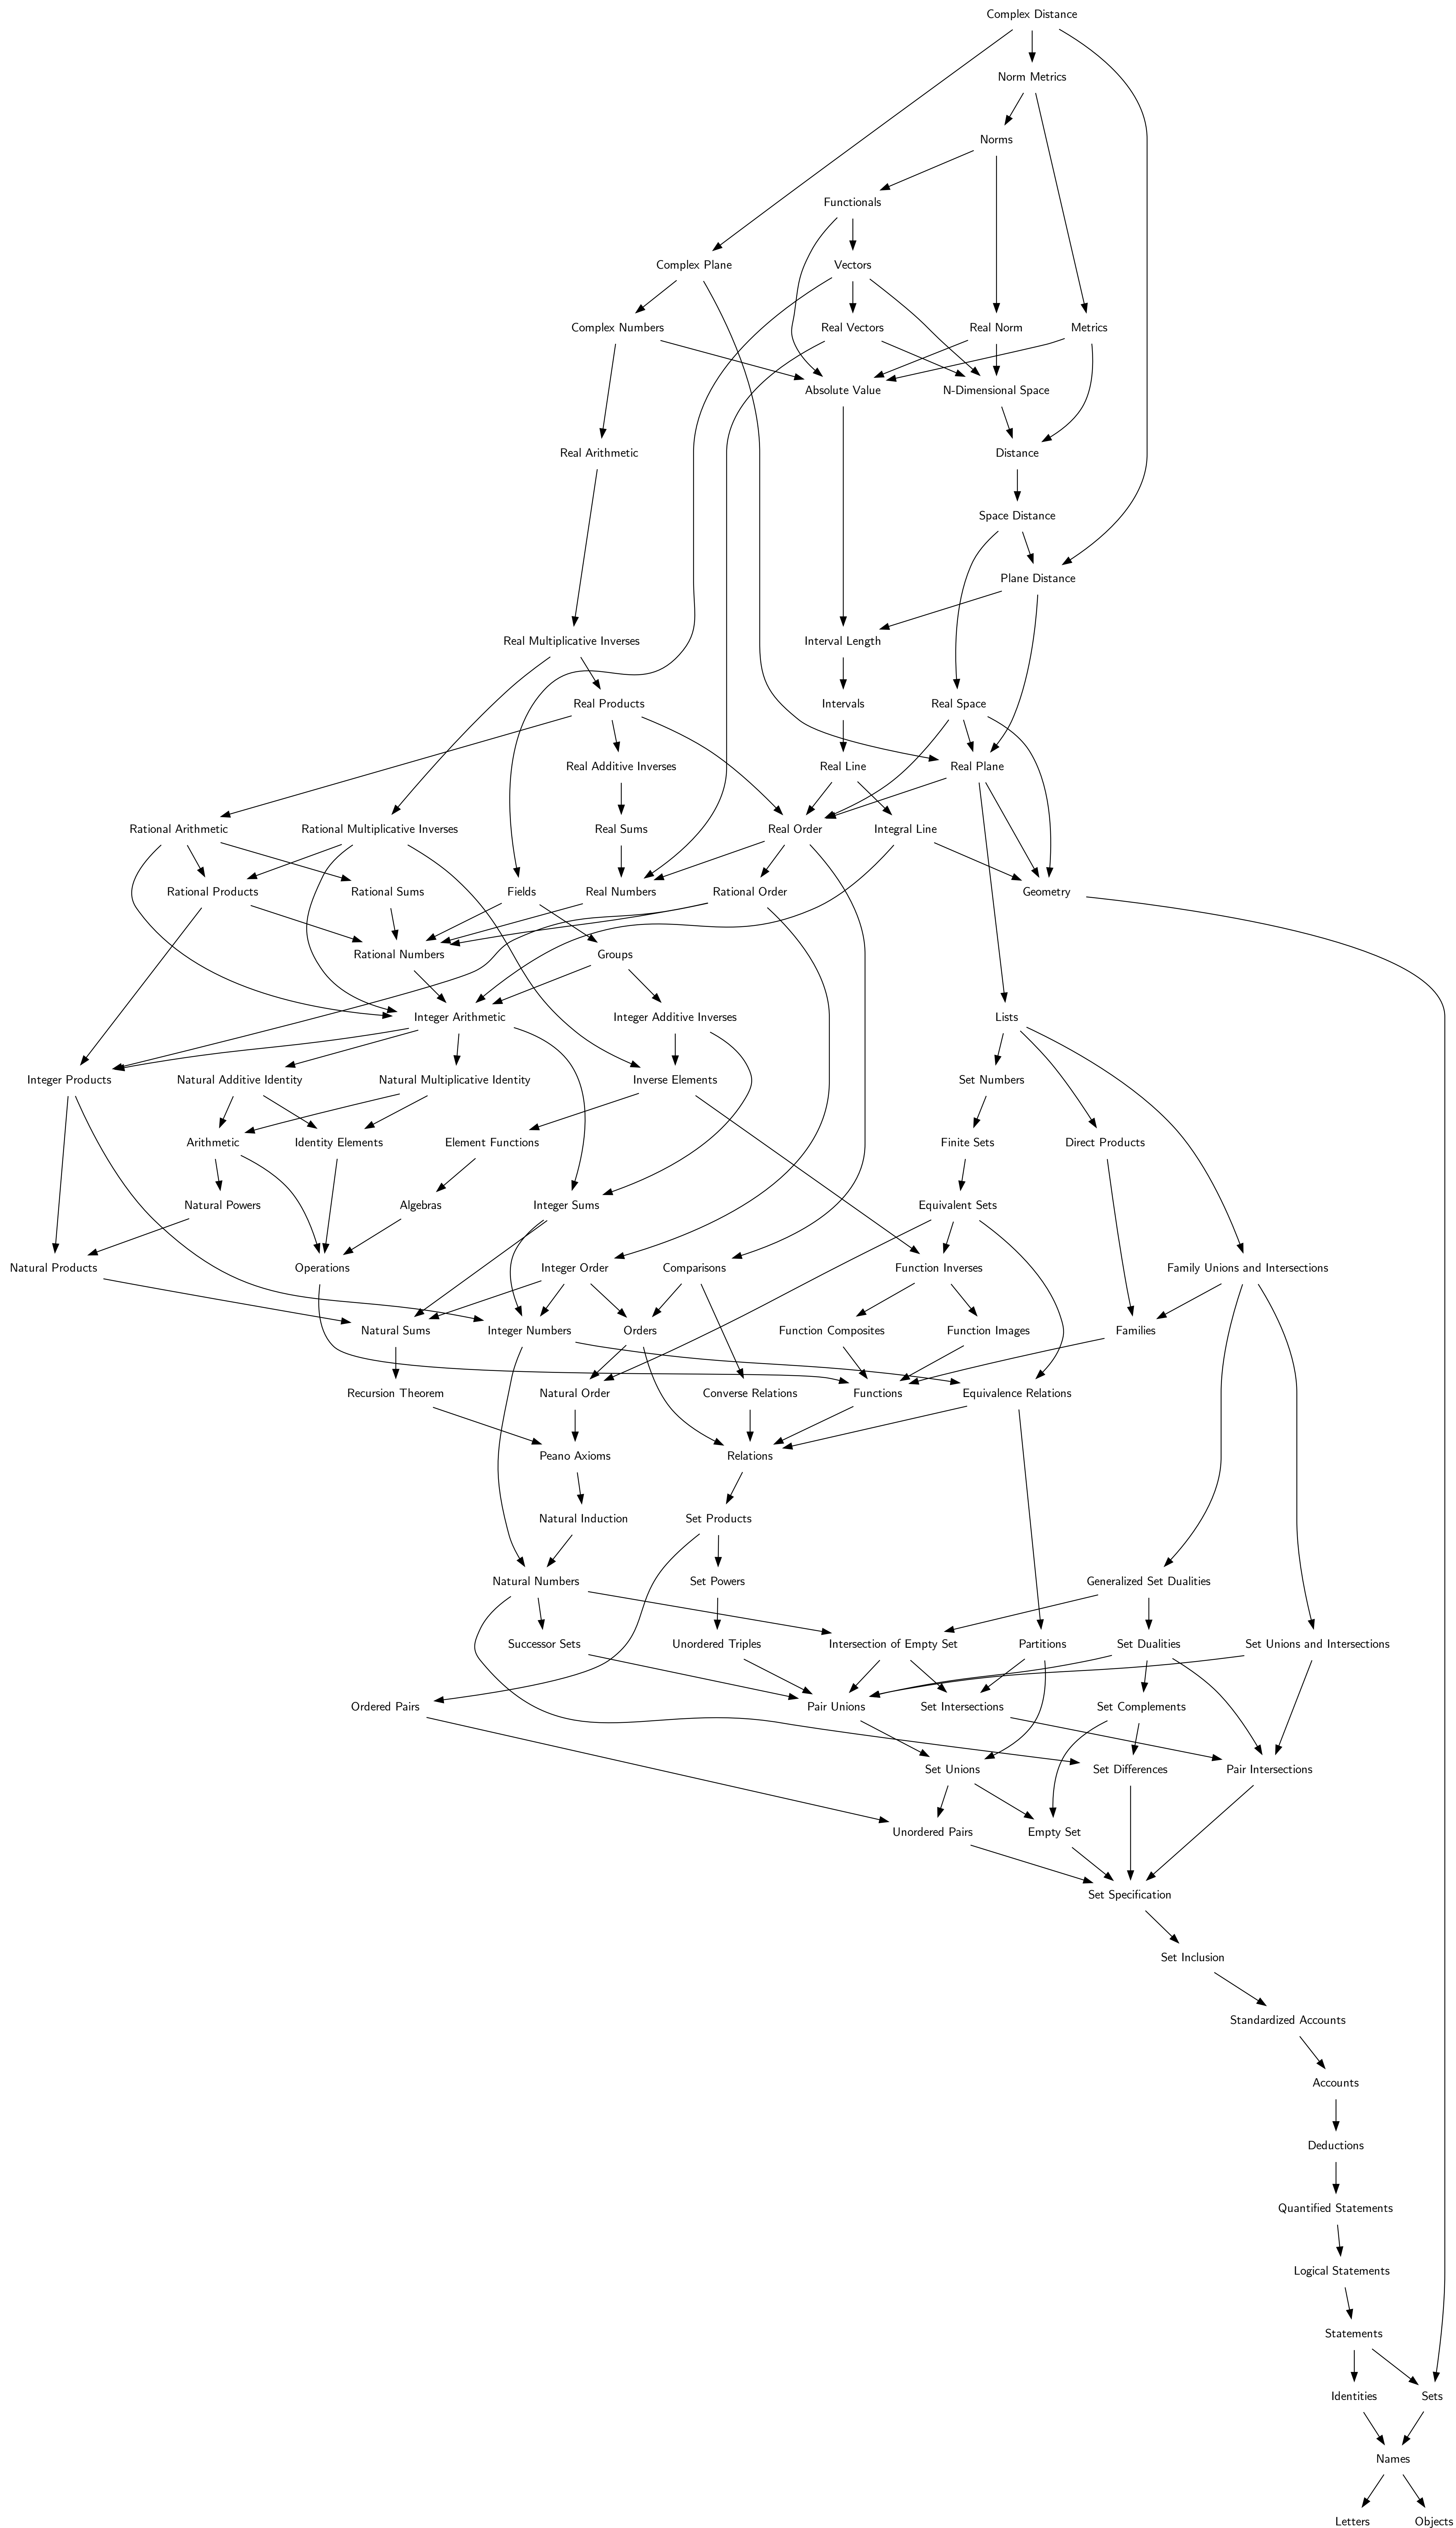 Complex Distance
Norm Metrics
Norms
Functionals
Complex Plane
Vectors
Complex Numbers
Real Vectors
Real Norm
Metrics
Absolute Value
N-Dimensional Space
Real Arithmetic
Distance
Space Distance
Plane Distance
Real Multiplicative Inverses
Interval Length
Real Products
Intervals
Real Space
Real Additive Inverses
Real Line
Real Plane
Rational Arithmetic
Rational Multiplicative Inverses
Real Sums
Real Order
Integral Line
Rational Products
Rational Sums
Fields
Real Numbers
Rational Order
Geometry
Rational Numbers
Groups
Integer Arithmetic
Integer Additive Inverses
Lists
Integer Products
Natural Additive Identity
Natural Multiplicative Identity
Inverse Elements
Set Numbers
Arithmetic
Identity Elements
Element Functions
Finite Sets
Direct Products
Natural Powers
Algebras
Integer Sums
Equivalent Sets
Natural Products
Operations
Integer Order
Comparisons
Function Inverses
Family Unions and Intersections
Natural Sums
Integer Numbers
Orders
Function Composites
Function Images
Families
Recursion Theorem
Natural Order
Converse Relations
Functions
Equivalence Relations
Peano Axioms
Relations
Natural Induction
Set Products
Natural Numbers
Set Powers
Generalized Set Dualities
Successor Sets
Unordered Triples
Intersection of Empty Set
Partitions
Set Dualities
Set Unions and Intersections
Ordered Pairs
Pair Unions
Set Intersections
Set Complements
Set Unions
Set Differences
Pair Intersections
Unordered Pairs
Empty Set
Set Specification
Set Inclusion
Standardized Accounts
Accounts
Deductions
Quantified Statements
Logical Statements
Statements
Identities
Sets
Names
Letters
Objects